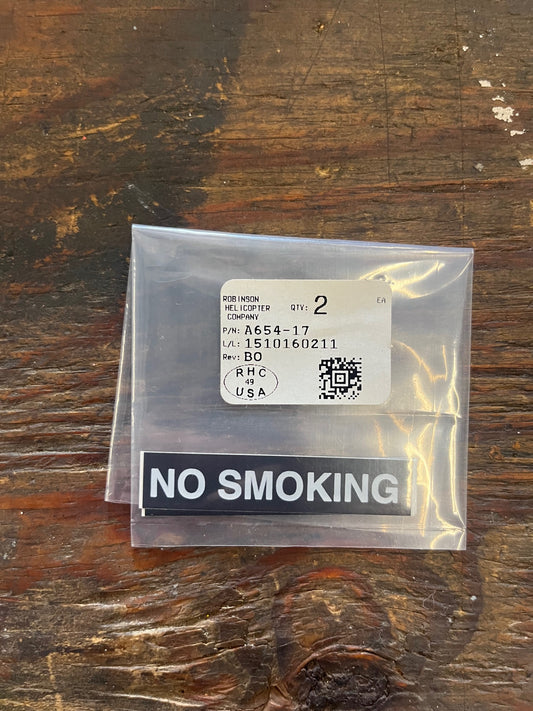 ROBINSON
HELICOPTER QTY: 2 EA
COMPANY
P/N: A654-17
L/L: 1510160211
Rev: BO
RHC
49
USA
NO SMOKING